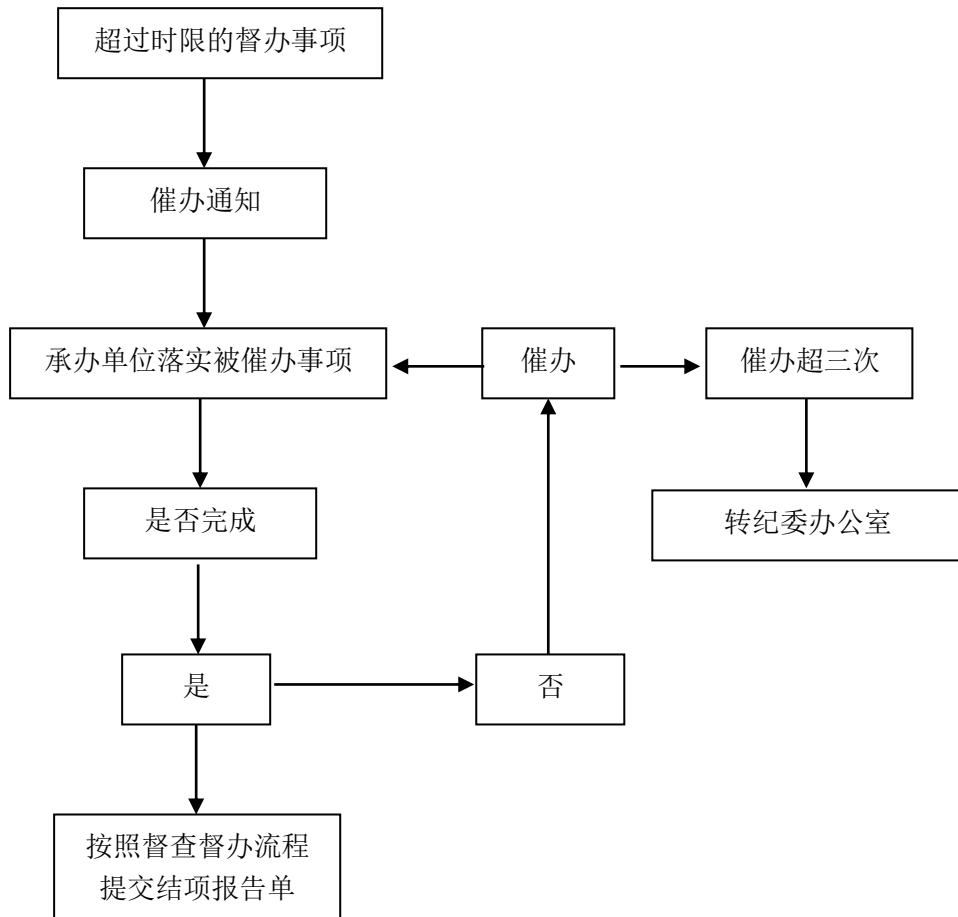 超过时限的督办事项
催办通知
承办单位落实被催办事项
催办
催办超三次
是否完成
转纪委办公室
是
否
按照督查督办流程
提交结项报告单